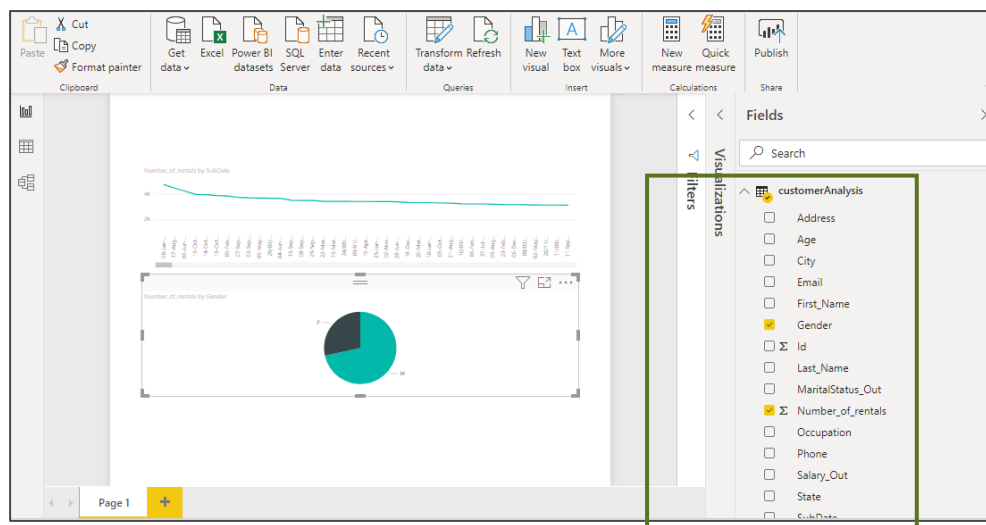 Paste
Cut
Copy
Format painter
Clipboard
Get data
Excel
Power BI datasets
SQL Server
Enter data
Recent sources
Data
Transform data
Refresh
Queries
New visual
Text box
More visuals
Insert
New measure
Quick measure
Calculations
Publish
Share
Number_of_rentals by SubDate
4K
2K
Number_of_rentals by Gender
F
M
Filters
Visualizations
Fields
Search
customerAnalysis
Address
Age
City
Email
First_Name
Gender
Σ Id
Last_Name
MaritalStatus_Out
Σ Number_of_rentals
Occupation
Phone
Salary_Out
State
SubDate
Page 1